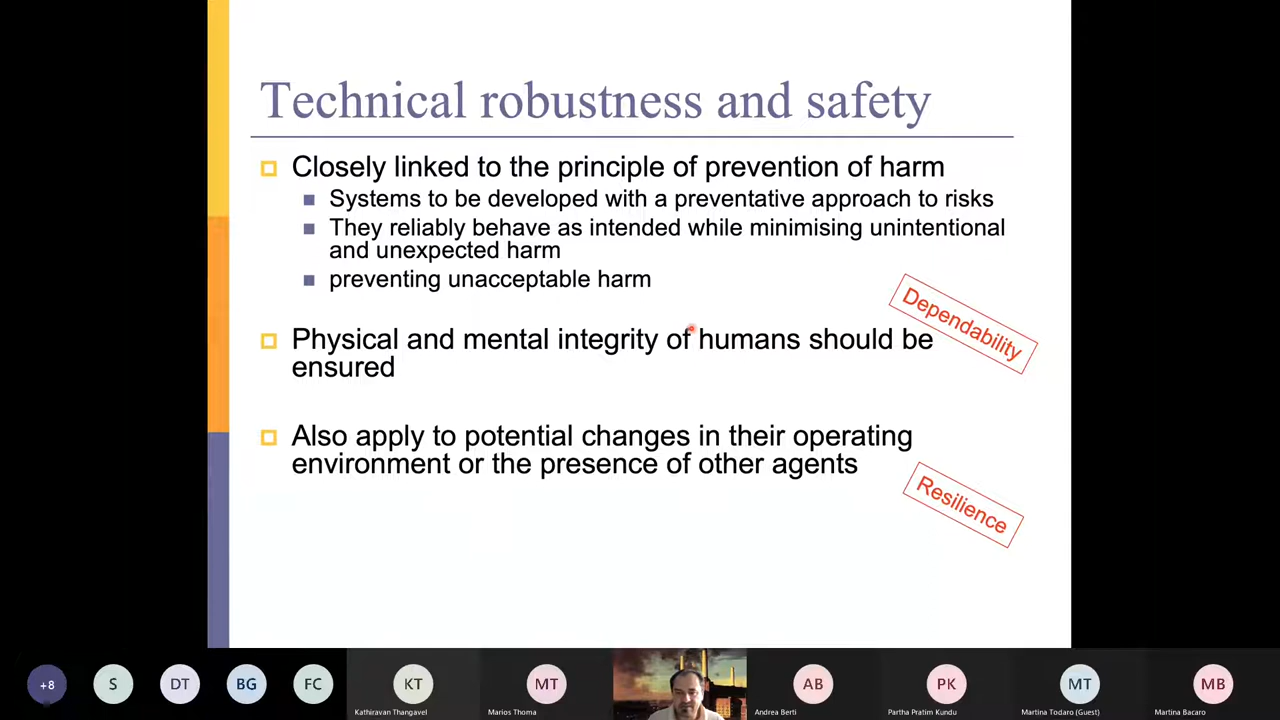 Technical robustness and safety
Closely linked to the principle of prevention of harm
Systems to be developed with a preventative approach to risks
They reliably behave as intended while minimising unintentional
and unexpected harm
preventing unacceptable harm
Dependability
Physical and mental integrity of humans should be
ensured
Also apply to potential changes in their operating
environment or the presence of other agents
Resilience
+8
S
DT
BG
FC
KT
Kathiravan Thangavel
MT
Marios Thoma
AB
Andrea Berti
PK
Partha Pratim Kundu
MT
Martina Todaro (Guest)
MB
Martina Bacaro